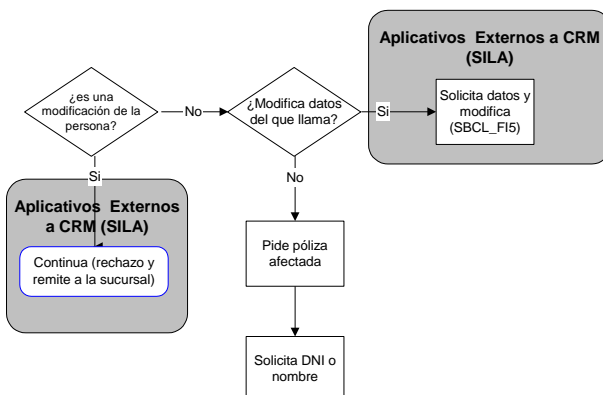 Aplicativos Externos a CRM
(SILA)
¿es una
modificación de la
persona?
No
¿Modifica datos
del que llama?
Si
Solicita datos y
modifica
(SBCL_FI5)
Si
No
Aplicativos Externos
a CRM (SILA)
Continua (rechazo y
remite a la sucursal)
Pide póliza
afectada
Solicita DNI o
nombre